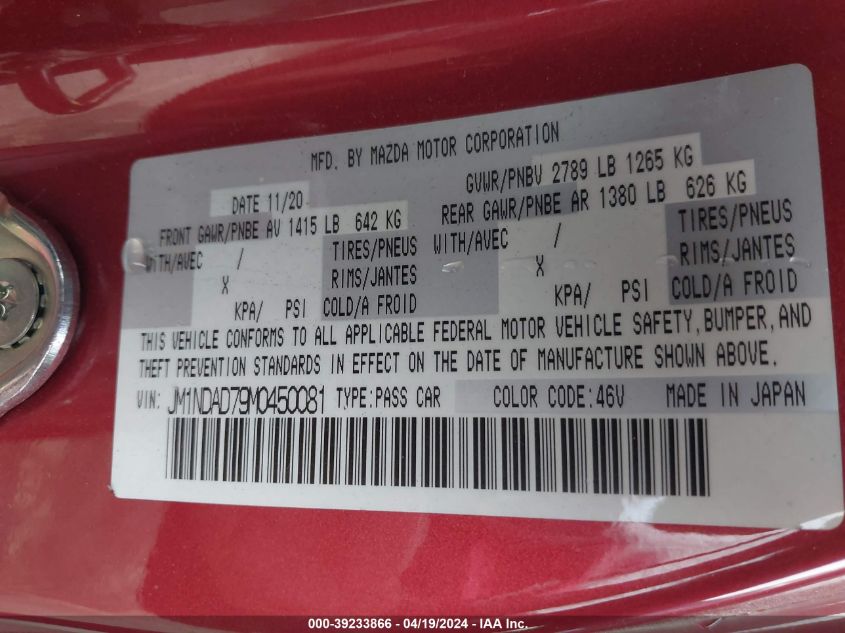 MFD. BY MAZDA MOTOR CORPORATION
DATE 11/20 GVWR/PNBV 2789 LB 1265 KG
FRONT GAWR/PNBE AV 1415 LB 642 KG REAR GAWR/PNBE AR 1380 LB 626 KG
WITH/AVEC / TIRES/PNEUS WITH/AVEC / TIRES/PNEUS
X RIMS/JANTES X RIMS/JANTES
KPA/ PSI COLD/A FROID KPA/ PSI COLD/A FROID
THIS VEHICLE CONFORMS TO ALL APPLICABLE FEDERAL MOTOR VEHICLE SAFETY, BUMPER, AND
THEFT PREVENTION STANDARDS IN EFFECT ON THE DATE OF MANUFACTURE SHOWN ABOVE.
VIN: JM1NDAD79M0450081 TYPE:PASS CAR COLOR CODE:46V MADE IN JAPAN
000-39233866 - 04/19/2024 - IAA Inc.